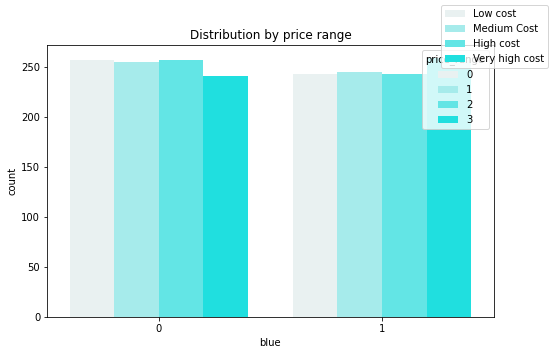 Low cost
Medium Cost
High cost
Very high cost
Distribution by price range
0
1
2
3
250
200
150
100
50
0
count
0
1
blue